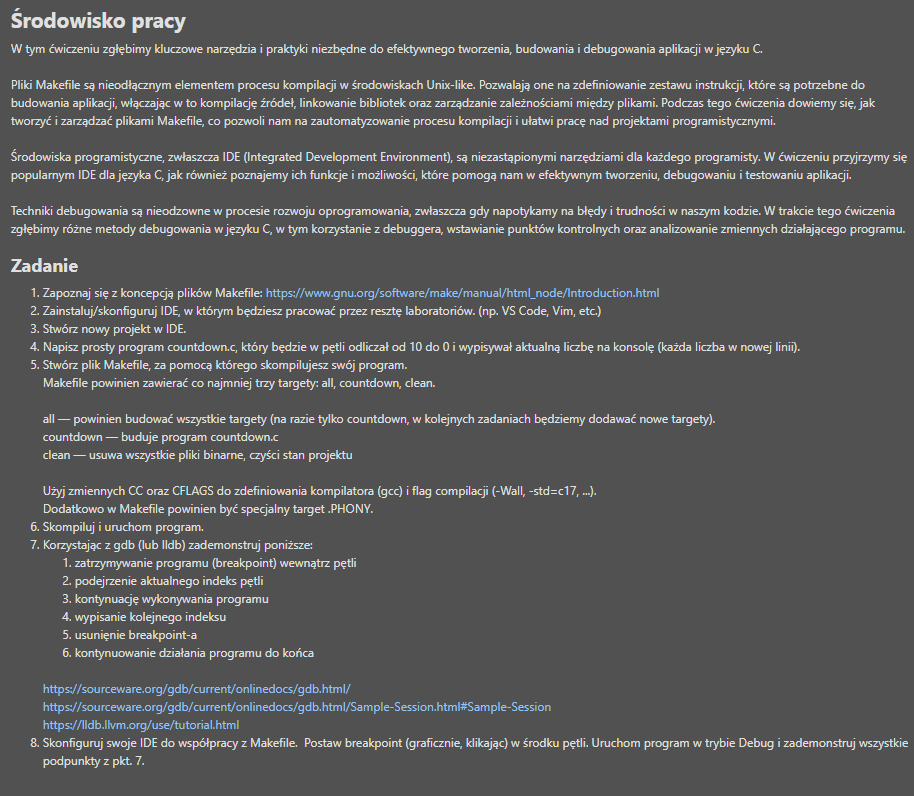 Środowisko pracy
W tym ćwiczeniu zgłębimy kluczowe narzędzia i praktyki niezbędne do efektywnego tworzenia, budowania i debugowania aplikacji w języku C.
Pliki Makefile są nieodłącznym elementem procesu kompilacji w środowiskach Unix-like. Pozwalają one na zdefiniowanie zestawu instrukcji, które są potrzebne do
budowania aplikacji, włączając w to kompilację źródeł, linkowanie bibliotek oraz zarządzanie zależnościami między plikami. Podczas tego ćwiczenia dowiemy się, jak
tworzyć i zarządzać plikami Makefile, co pozwoli nam na zautomatyzowanie procesu kompilacji i ułatwi pracę nad projektami programistycznymi.
Środowiska programistyczne, zwłaszcza IDE (Integrated Development Environment), są niezastąpionymi narzędziami dla każdego programisty. W ćwiczeniu przyjrzymy się
popularnym IDE dla języka C, jak również poznajemy ich funkcje i możliwości, które pomogą nam w efektywnym tworzeniu, debugowaniu i testowaniu aplikacji.
Techniki debugowania są nieodzowne w procesie rozwoju oprogramowania, zwłaszcza gdy napotykamy na błędy i trudności w naszym kodzie. W trakcie tego ćwiczenia
zgłębimy różne metody debugowania w języku C, w tym korzystanie z debuggera, wstawianie punktów kontrolnych oraz analizowanie zmiennych działającego programu.
Zadanie
1. Zapoznaj się z koncepcją plików Makefile: https://www.gnu.org/software/make/manual/html_node/Introduction.html
2. Zainstaluj/skonfiguruj IDE, w którym będziesz pracować przez resztę laboratoriów. (np. VS Code, Vim, etc.)
3. Stwórz nowy projekt w IDE.
4. Napisz prosty program countdown.c, który będzie w pętli odliczał od 10 do 0 i wypisywał aktualną liczbę na konsolę (każda liczba w nowej linii).
5. Stwórz plik Makefile, za pomocą którego skompilujesz swój program.
Makefile powinien zawierać co najmniej trzy targety: all, countdown, clean.
all — powinien budować wszystkie targety (na razie tylko countdown, w kolejnych zadaniach będziemy dodawać nowe targety).
countdown — buduje program countdown.c
clean — usuwa wszystkie pliki binarne, czyści stan projektu
Użyj zmiennych CC oraz CFLAGS do zdefiniowania kompilatora (gcc) i flag compilacji (-Wall, -std=c17, ...).
Dodatkowo w Makefile powinien być specjalny target .PHONY.
6. Skompiluj i uruchom program.
7. Korzystając z gdb (lub lldb) zademonstruj poniższe:
1. zatrzymywanie programu (breakpoint) wewnątrz pętli
2. podejrzenie aktualnego indeks pętli
3. kontynuację wykonywania programu
4. wypisanie kolejnego indeksu
5. usunięnie breakpoint-a
6. kontynuowanie działania programu do końca
https://sourceware.org/gdb/current/onlinedocs/gdb.html/
https://sourceware.org/gdb/current/onlinedocs/gdb.html/Sample-Session.html#Sample-Session
https://lldb.llvm.org/use/tutorial.html
8. Skonfiguruj swoje IDE do współpracy z Makefile. Postaw breakpoint (graficznie, klikając) w środku pętli. Uruchom program w trybie Debug i zademonstruj wszystkie
podpunkty z pkt. 7.